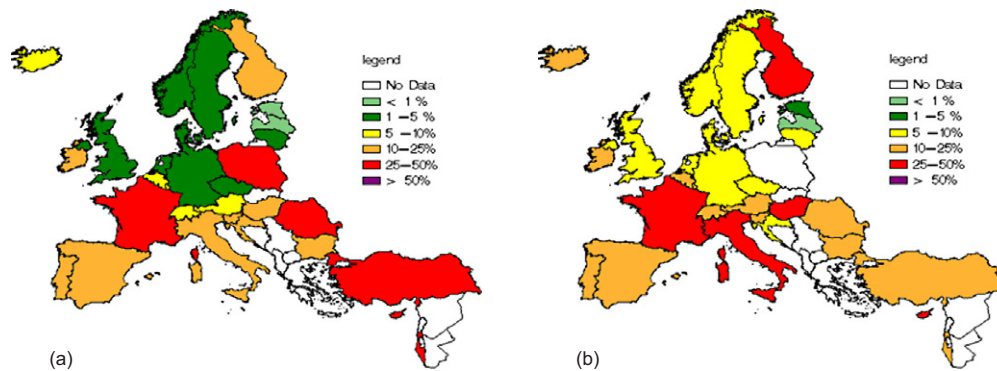 legend
No Data
< 1 %
1 –5 %
5 –10%
10–25%
25–50%
> 50%
(a)
legend
No Data
< 1 %
1 –5 %
5 –10%
10–25%
25–50%
> 50%
(b)